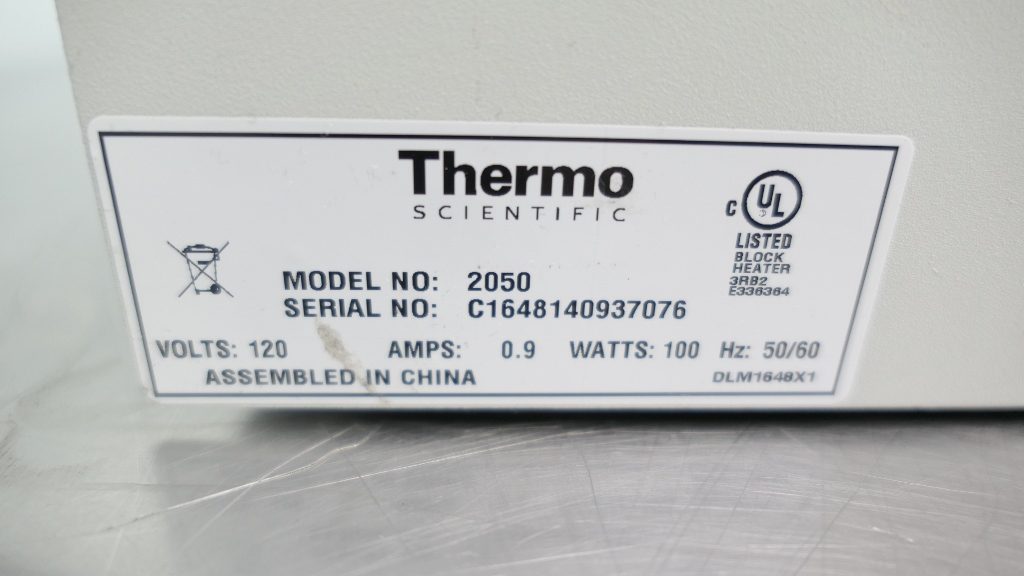 Thermo
SCIENTIFIC
C UL
LISTED
BLOCK
HEATER
3RB2
E336364
MODEL NO: 2050
SERIAL NO: C1648140937076
VOLTS: 120 AMPS: 0.9 WATTS: 100 Hz: 50/60
ASSEMBLED IN CHINA DLM1648X1